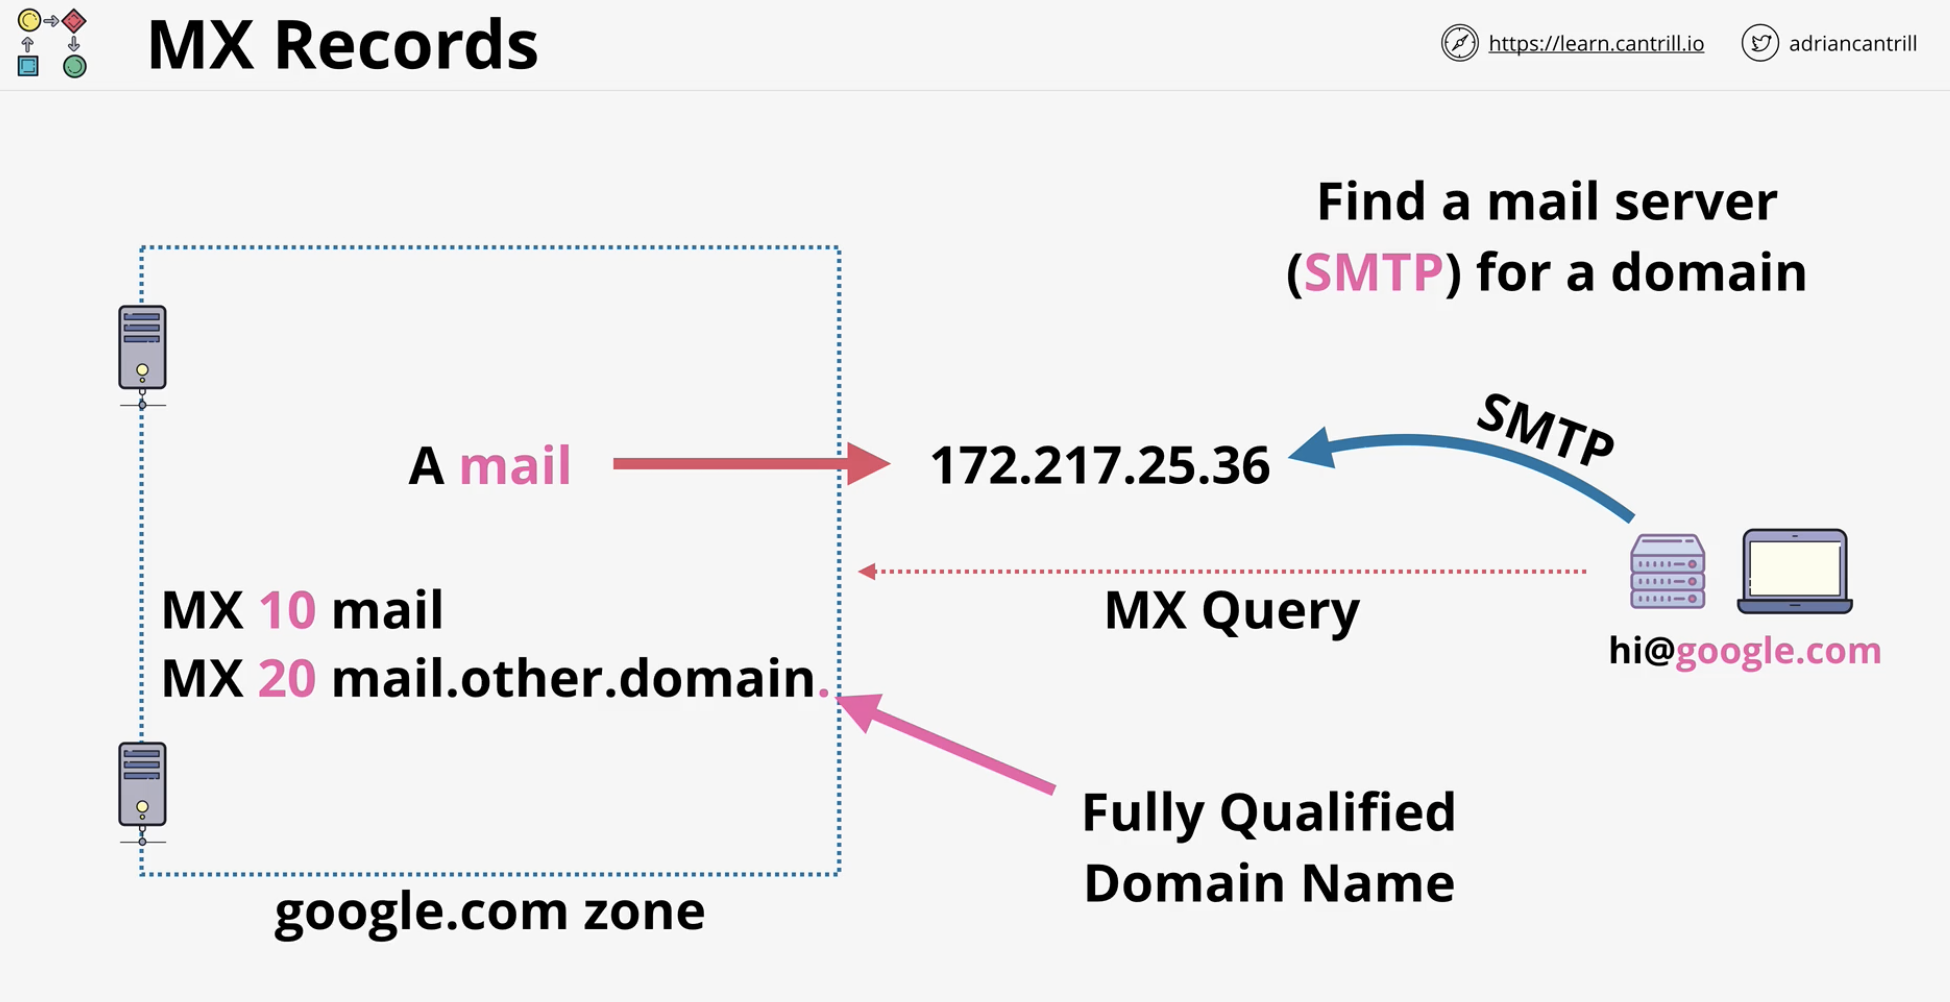 MX Records
https://learn.cantrill.io
adriancantrill
Find a mail server
(SMTP) for a domain
A mail
172.217.25.36
SMTP
MX 10 mail
MX 20 mail.other.domain.
MX Query
hi@google.com
Fully Qualified
Domain Name
google.com zone